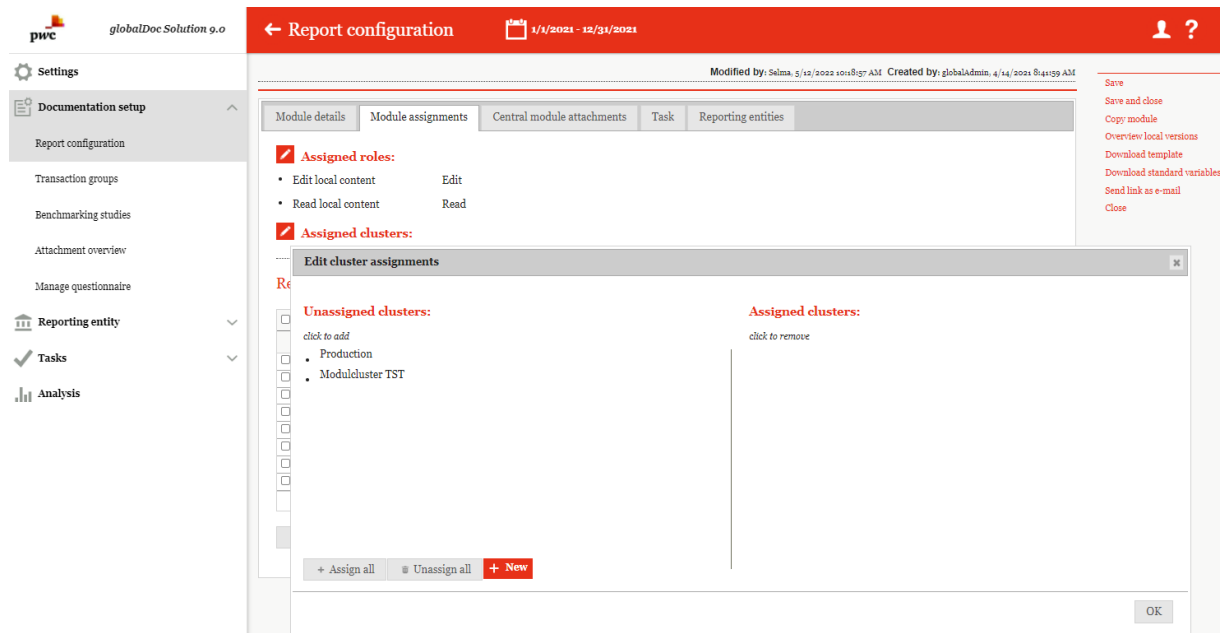 pwc
globalDoc Solution 9.0
Report configuration
1/1/2021 - 12/31/2021
?
Settings
Documentation setup
Report configuration
Transaction groups
Benchmarking studies
Attachment overview
Manage questionnaire
Reporting entity
Tasks
Analysis
Modified by: Selma, 5/12/2022 10:18:57 AM Created by: globalAdmin, 4/14/2021 8:41:59 AM
Module details Module assignments Central module attachments Task Reporting entities
Assigned roles:
• Edit local content Edit
• Read local content Read
Assigned clusters:
Re
Edit cluster assignments
Unassigned clusters:
click to add
• Production
• Modulcluster TST
Assigned clusters:
click to remove
+ Assign all
Unassign all
+ New
OK
Save
Save and close
Copy module
Overview local versions
Download template
Download standard variables
Send link as e-mail
Close